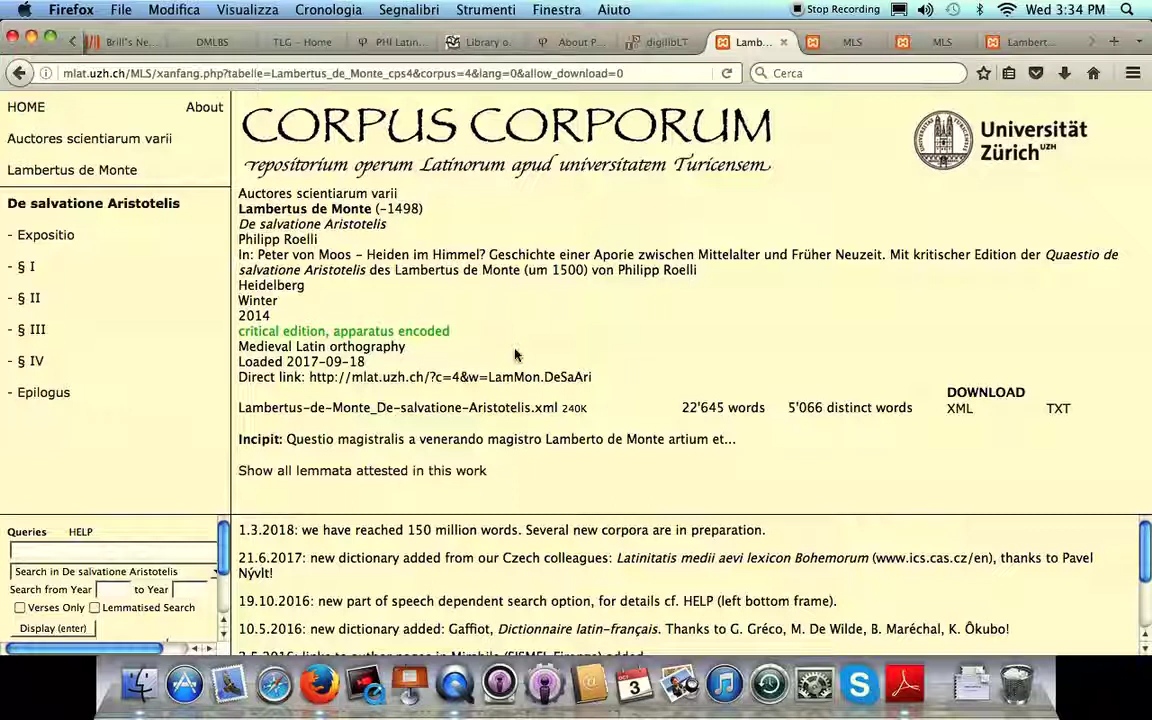 Firefox File Modifica Visualizza Cronologia Segnalibri Strumenti Finestra Aiuto Stop Recording Wed 3:34 PM
Brill's Ne... DMLBS TLG – Home PHI Latin... Library o... About P... digilibLT Lamb... MLS MLS Lambert...
mlat.uzh.ch/MLS/xanfang.php?tabelle=Lambertus_de_Monte_cps4&corpus=4&lang=0&allow_download=0 Cerca
HOME About
Auctores scientiarum varii
Lambertus de Monte
De salvatione Aristotelis
- Expositio
- § I
- § II
- § III
- § IV
- Epilogus
CORPUS CORPORUM
repositorium operum Latinorum apud universitatem Turicensem
Universität
Zürich UZH
Auctores scientiarum varii
Lambertus de Monte (-1498)
De salvatione Aristotelis
Philipp Roelli
In: Peter von Moos – Heiden im Himmel? Geschichte einer Aporie zwischen Mittelalter und Früher Neuzeit. Mit kritischer Edition der Quaestio de
salvatione Aristotelis des Lambertus de Monte (um 1500) von Philipp Roelli
Heidelberg
Winter
2014
critical edition, apparatus encoded
Medieval Latin orthography
Loaded 2017-09-18
Direct link: http://mlat.uzh.ch/?c=4&w=LamMon.DeSaAri
DOWNLOAD
Lambertus-de-Monte_De-salvatione-Aristotelis.xml 240K 22'645 words 5'066 distinct words XML TXT
Incipit: Questio magistralis a venerando magistro Lamberto de Monte artium et...
Show all lemmata attested in this work
Queries HELP
Search in De salvatione Aristotelis
Search from Year to Year
Verses Only Lemmatised Search
Display (enter)
1.3.2018: we have reached 150 million words. Several new corpora are in preparation.
21.6.2017: new dictionary added from our Czech colleagues: Latinitatis medii aevi lexicon Bohemorum (www.ics.cas.cz/en), thanks to Pavel
Nývlt!
19.10.2016: new part of speech dependent search option, for details cf. HELP (left bottom frame).
10.5.2016: new dictionary added: Gaffiot, Dictionnaire latin-français. Thanks to G. Gréco, M. De Wilde, B. Maréchal, K. Ôkubo!
OCT
3